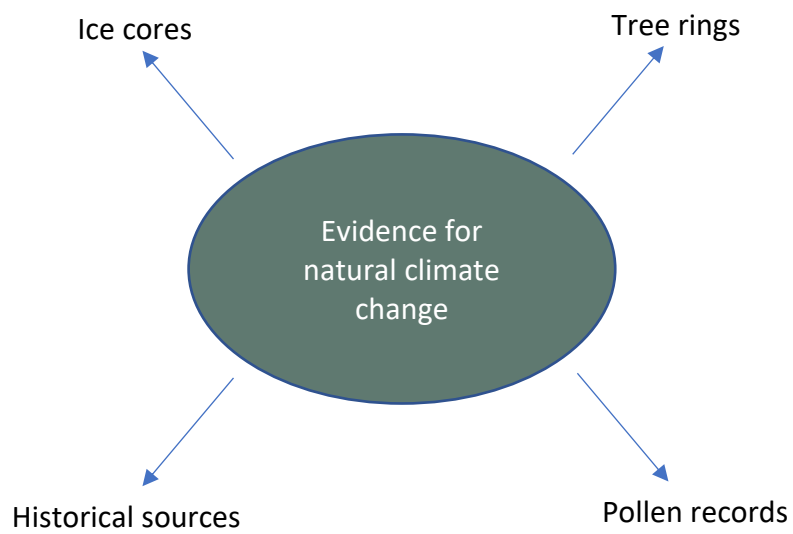 Ice cores
Tree rings
Evidence for
natural climate
change
Historical sources
Pollen records